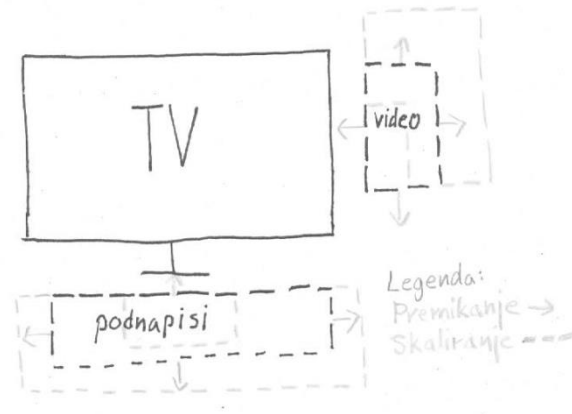 TV
video
podnapisi
Legenda:
Premikanje →
Skaliranje ---